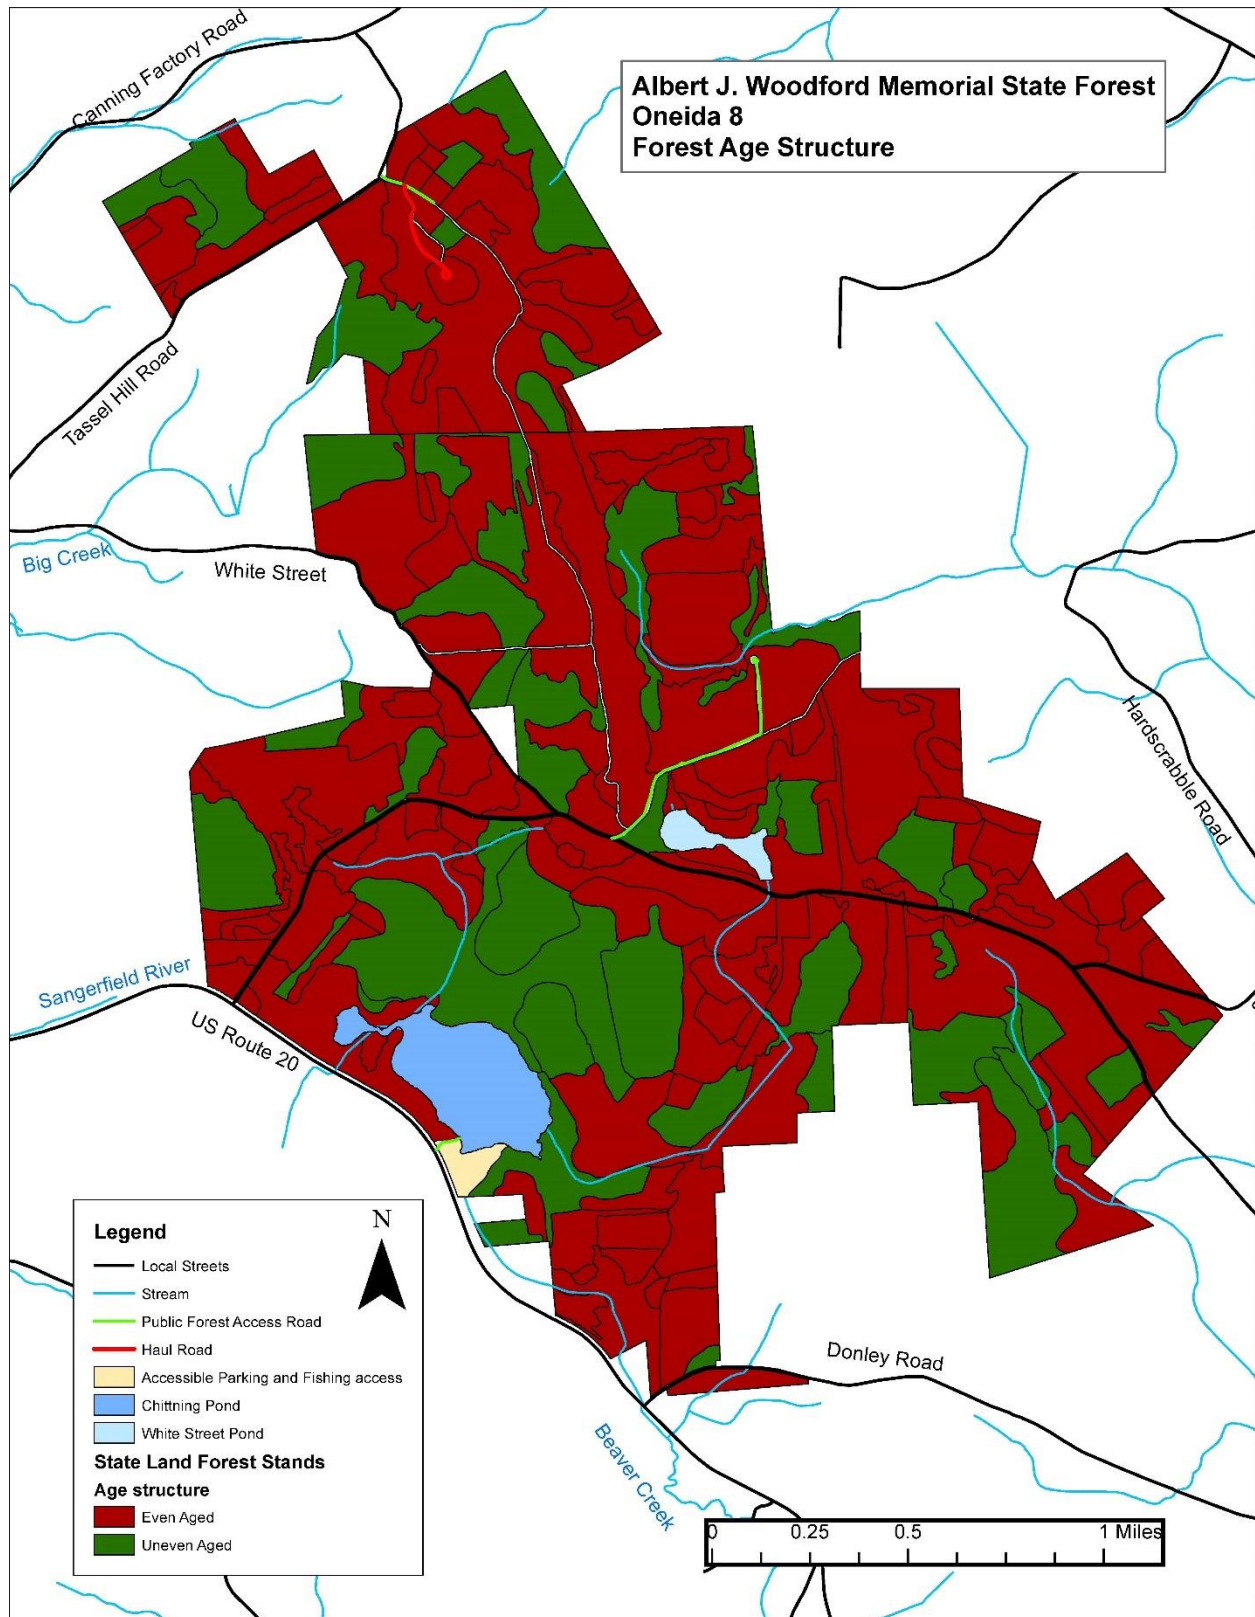 Canning Factory Road
Albert J. Woodford Memorial State Forest
Oneida 8
Forest Age Structure
Tassel Hill Road
Big Creek
White Street
Hardscrabble Road
Sangerfield River
US Route 20
Donley Road
Beaver Creek
Legend
N
Local Streets
Stream
Public Forest Access Road
Haul Road
Accessible Parking and Fishing access
Chittning Pond
White Street Pond
State Land Forest Stands
Age structure
Even Aged
Uneven Aged
0 0.25 0.5 1 Miles